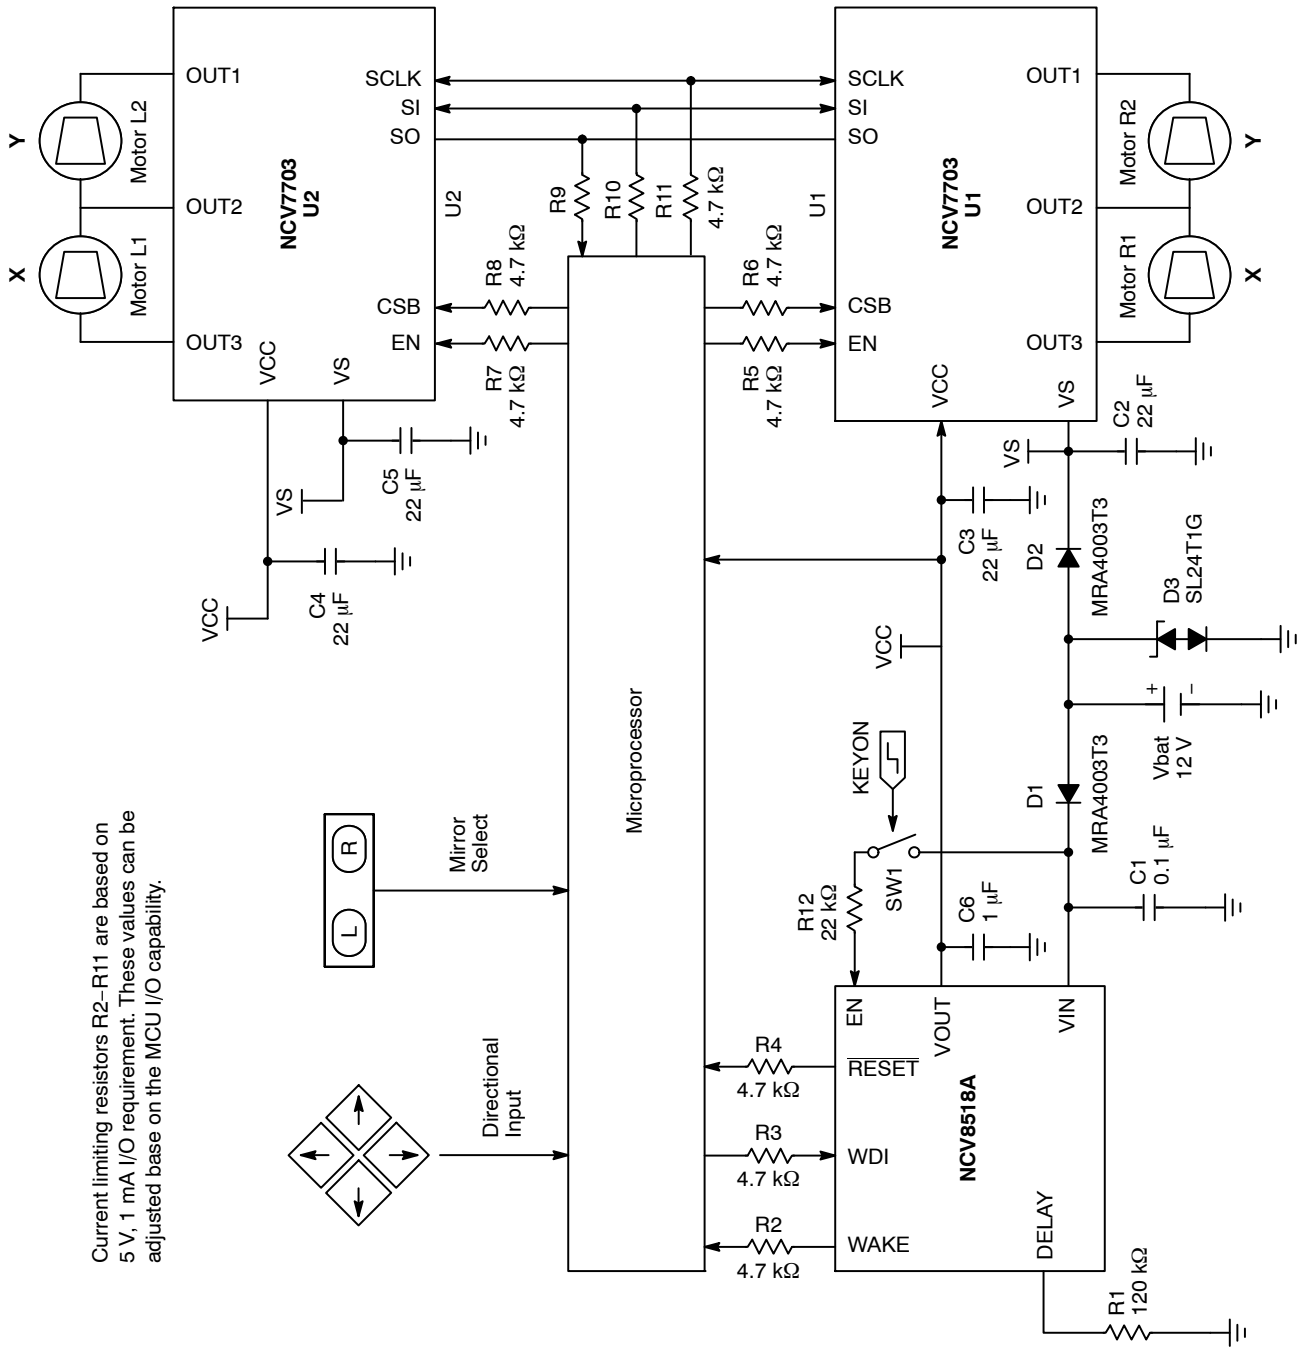 Y
Motor L2
X
Motor L1
OUT1
OUT2
OUT3
NCV7703
U2
SCLK
SI
SO
U2
CSB
EN
VCC
VS
VCC
C4
22 μF
VS
C5
22 μF
R9
R10
R11
4.7 kΩ
R8
4.7 kΩ
R7
4.7 kΩ
R6
4.7 kΩ
R5
4.7 kΩ
SCLK
SI
SO
U1
CSB
EN
VCC
VS
NCV7703
U1
OUT1
OUT2
OUT3
Motor R2
Y
Motor R1
X
VS
C2
22 μF
C3
22 μF
D2
MRA4003T3
D3
SL24T1G
VCC
Vbat
12 V
+
−
D1
MRA4003T3
C1
0.1 μF
KEYON
SW1
R12
22 kΩ
C6
1 μF
Microprocessor
L
R
Mirror
Select
Directional
Input
Current limiting resistors R2−R11 are based on
5 V, 1 mA I/O requirement. These values can be
adjusted base on the MCU I/O capability.
R4
4.7 kΩ
R3
4.7 kΩ
R2
4.7 kΩ
EN
RESET
VOUT
VIN
WDI
WAKE
DELAY
NCV8518A
R1
120 kΩ